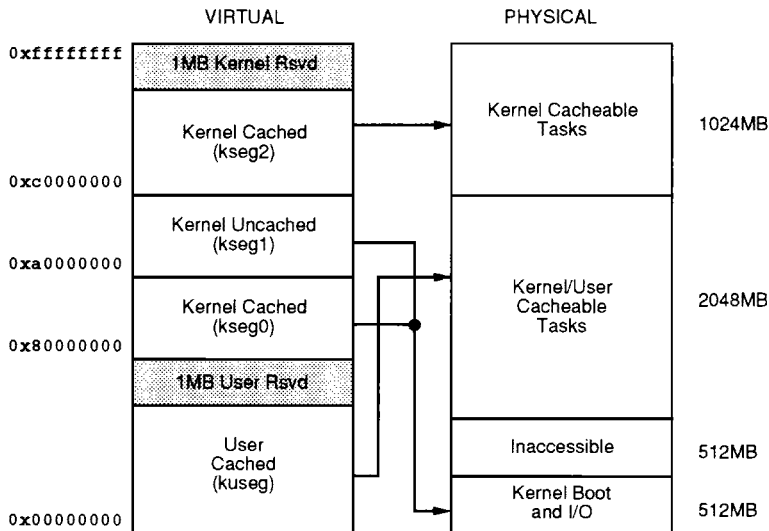 VIRTUAL PHYSICAL
0xffffffff
1MB Kernel Rsvd
Kernel Cached
(kseg2)
Kernel Cacheable
Tasks
1024MB
0xc0000000
Kernel Uncached
(kseg1)
0xa0000000
Kernel/User
Cacheable
Tasks
2048MB
Kernel Cached
(kseg0)
0x80000000
1MB User Rsvd
User
Cached
(kuseg)
Inaccessible
512MB
Kernel Boot
and I/O
512MB
0x00000000